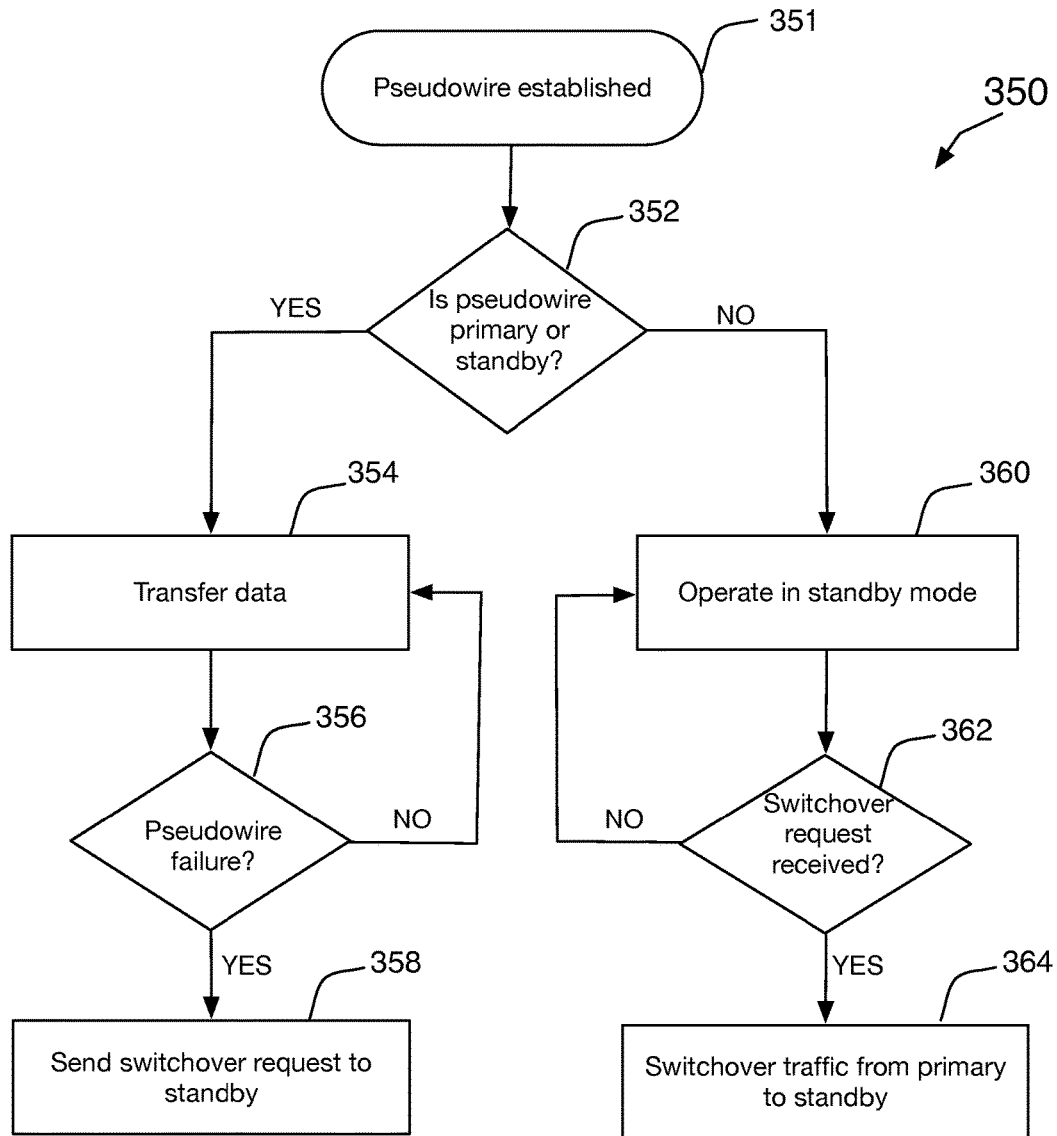 351
Pseudowire established
350
352
Is pseudowire
primary or
standby?
YES
NO
354
360
Transfer data
Operate in standby mode
356
362
Pseudowire
failure?
NO
NO
Switchover
request
received?
YES
358
YES
364
Send switchover request to
standby
Switchover traffic from primary
to standby